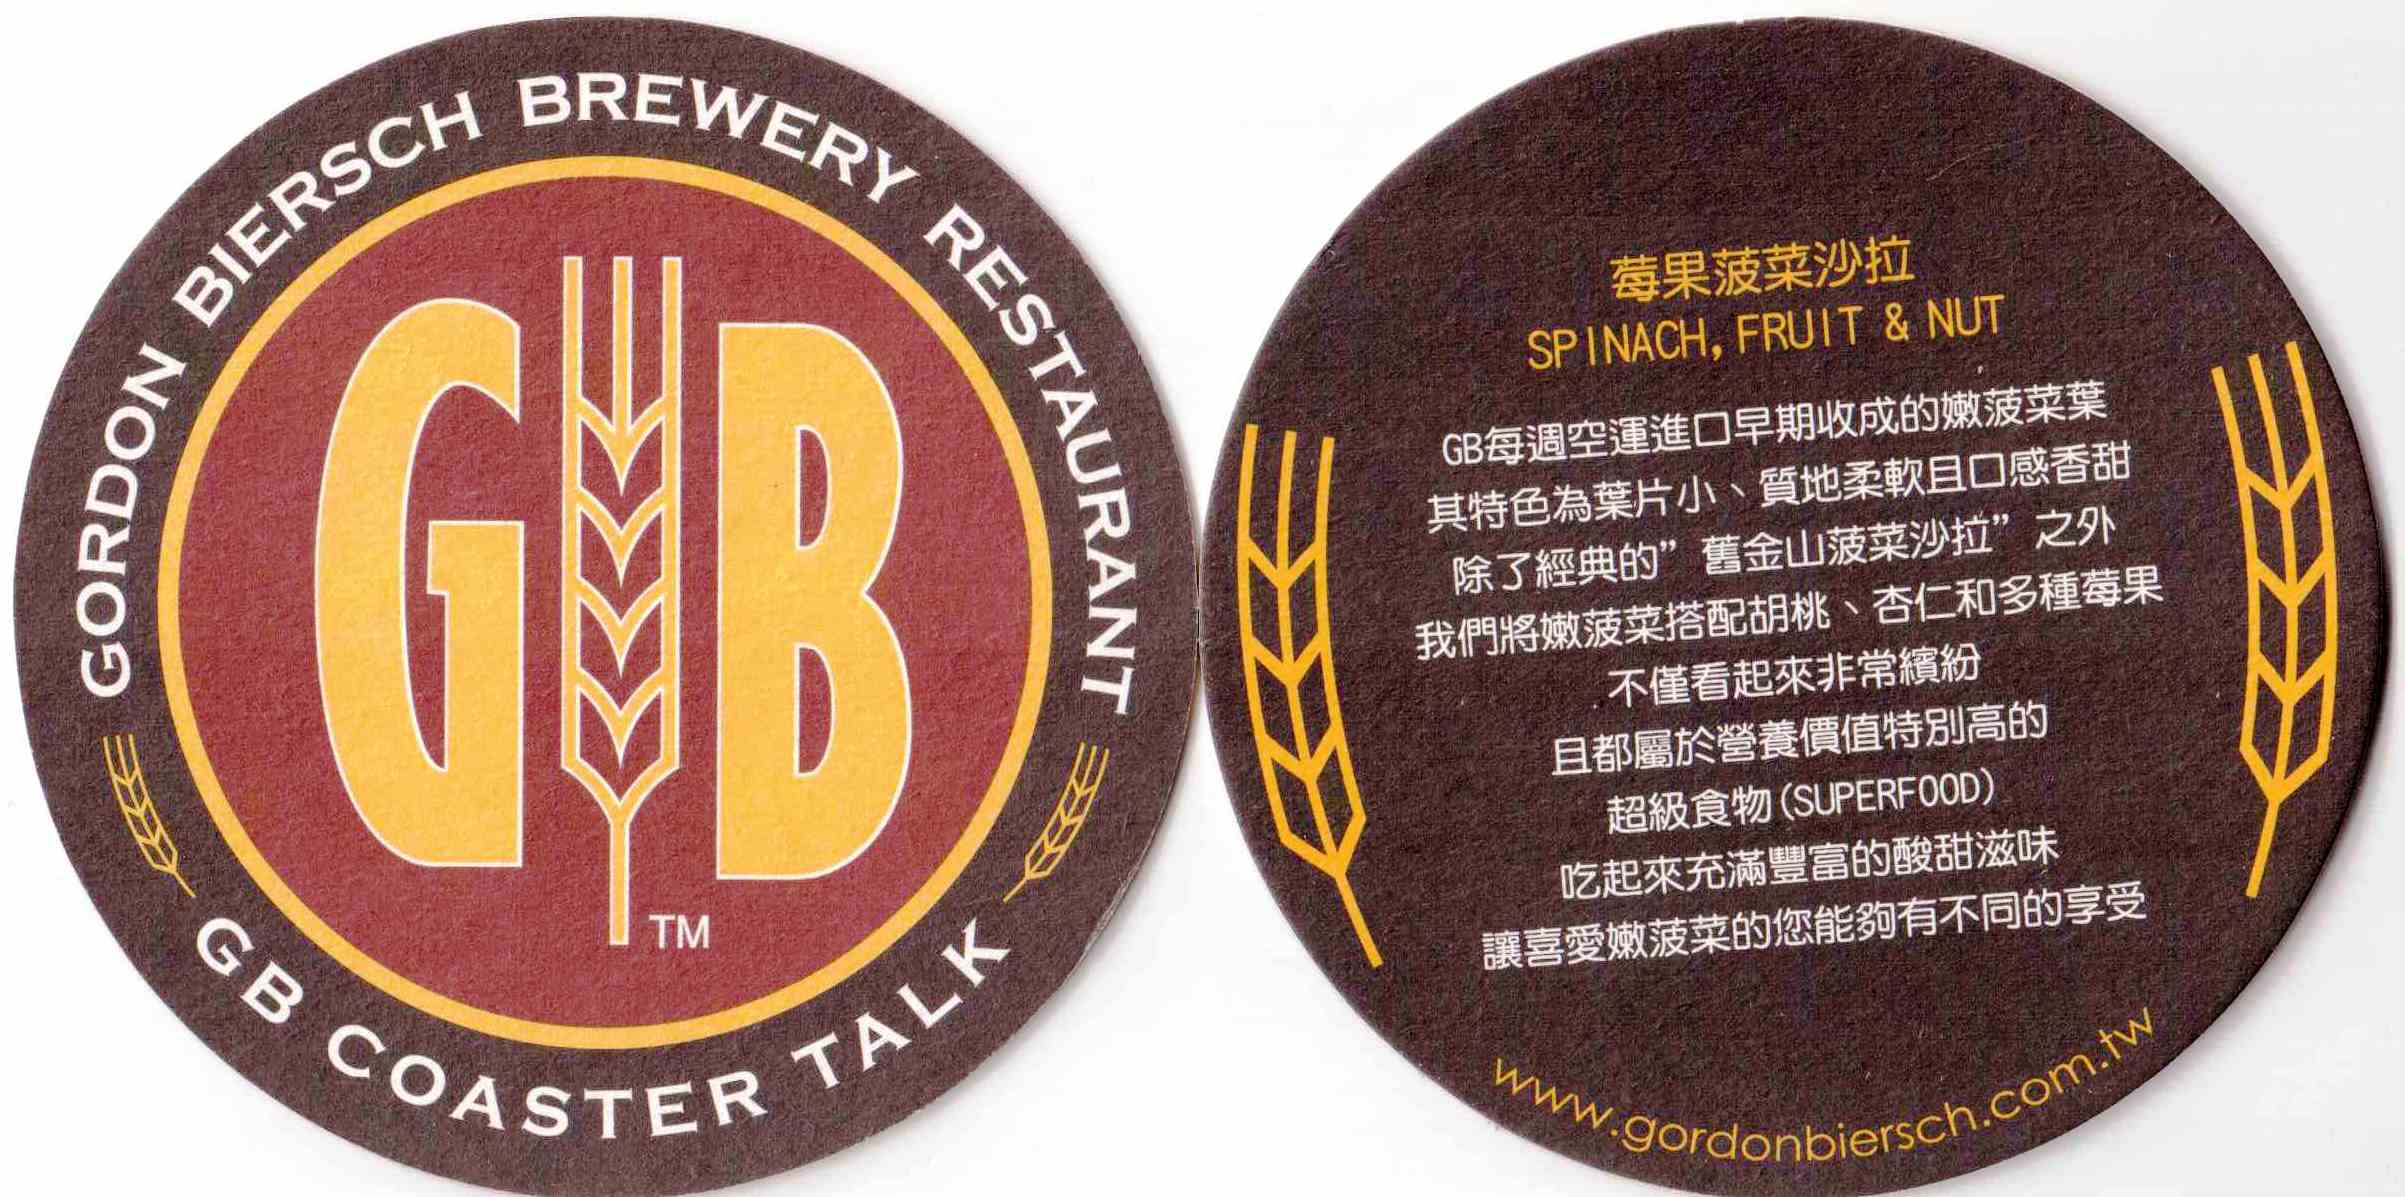 GORDON BIERSCH BREWERY RESTAURANT
GB
TM
GB COASTER TALK
莓果菠菜沙拉
SPINACH, FRUIT & NUT
GB每週空運進口早期收成的嫩菠菜葉
其特色為葉片小、質地柔軟且口感香甜
除了經典的”舊金山菠菜沙拉”之外
我們將嫩菠菜搭配胡桃、杏仁和多種莓果
不僅看起來非常繽紛
且都屬於營養價值特別高的
超級食物(SUPERFOOD)
吃起來充滿豐富的酸甜滋味
讓喜愛嫩菠菜的您能夠有不同的享受
www.gordonbiersch.com.tw